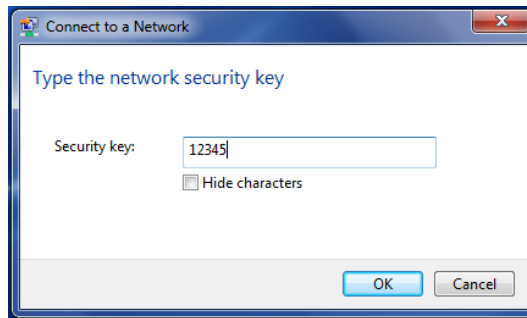 Connect to a Network
Type the network security key
Security key: 12345
Hide characters
OK Cancel